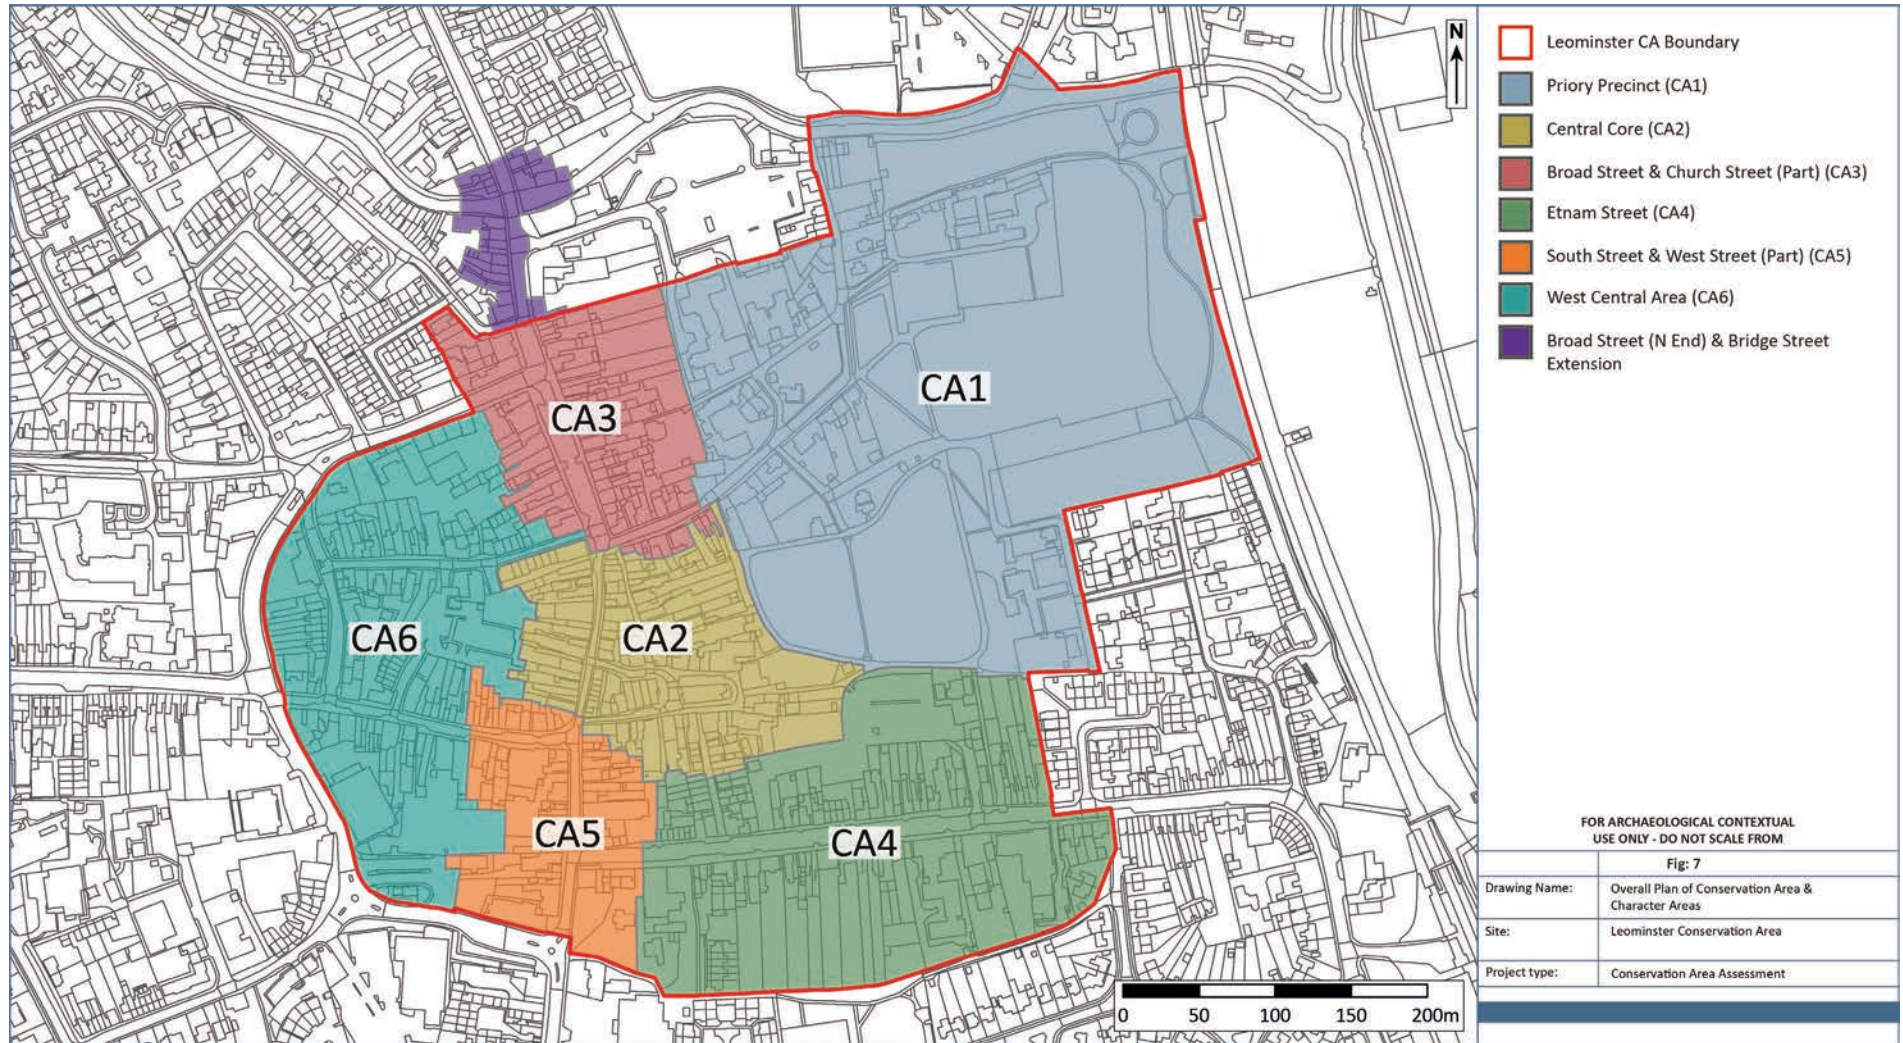 N
Leominster CA Boundary
Priory Precinct (CA1)
Central Core (CA2)
Broad Street & Church Street (Part) (CA3)
Etnam Street (CA4)
South Street & West Street (Part) (CA5)
West Central Area (CA6)
Broad Street (N End) & Bridge Street
Extension
CA1
CA3
CA2
CA6
CA5
CA4
0 50 100 150 200m
FOR ARCHAEOLOGICAL CONTEXTUAL
USE ONLY - DO NOT SCALE FROM
Fig: 7
Drawing Name: Overall Plan of Conservation Area &
Character Areas
Site: Leominster Conservation Area
Project type: Conservation Area Assessment